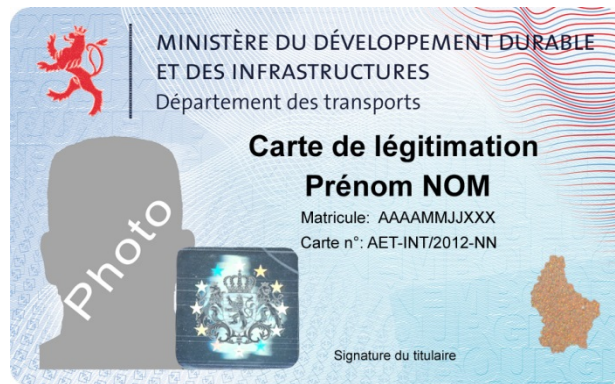 MINISTÈRE DU DÉVELOPPEMENT DURABLE
ET DES INFRASTRUCTURES
Département des transports
Carte de légitimation
Prénom NOM
Matricule: AAAAMMJJXXX
Carte n°: AET-INT/2012-NN
Photo
Signature du titulaire